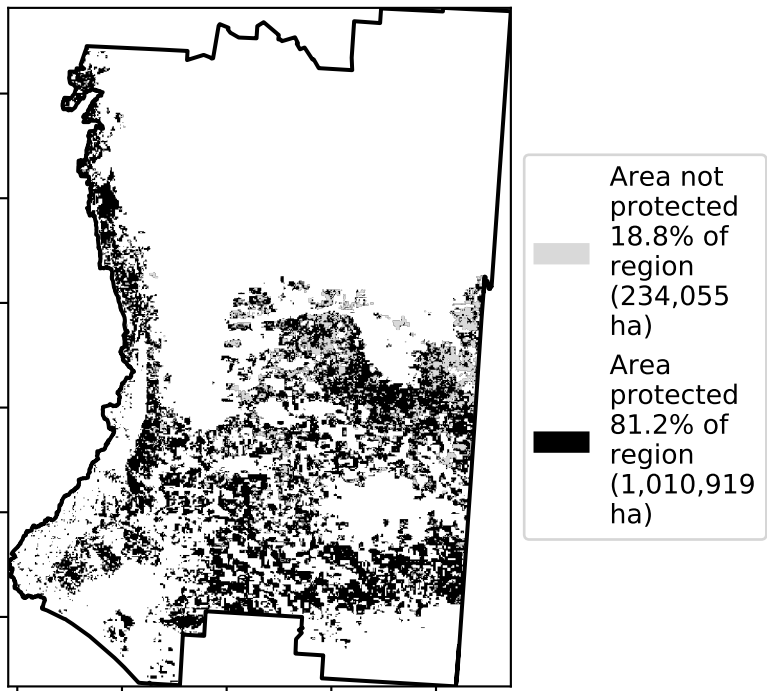 Area not
protected
18.8% of
region
(234,055
ha)
Area
protected
81.2% of
region
(1,010,919
ha)